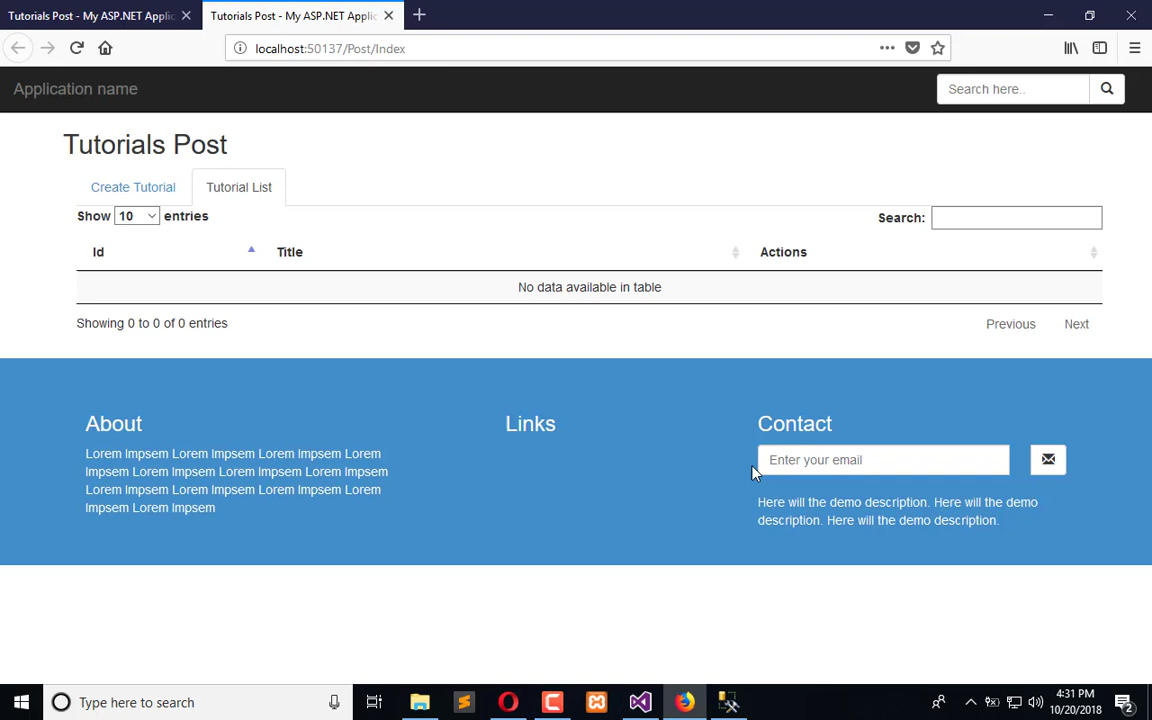 Tutorials Post - My ASP.NET Applic
Tutorials Post - My ASP.NET Applic
localhost:50137/Post/Index
Application name
Search here..
Tutorials Post
Create Tutorial
Tutorial List
Show 10 entries
Search:
Id Title Actions
No data available in table
Showing 0 to 0 of 0 entries
Previous Next
About
Lorem Impsem Lorem Impsem Lorem Impsem Lorem
Impsem Lorem Impsem Lorem Impsem Lorem Impsem
Lorem Impsem Lorem Impsem Lorem Impsem Lorem
Impsem Lorem Impsem
Links
Contact
Enter your email
Here will the demo description. Here will the demo
description. Here will the demo description.
Type here to search
4:31 PM
10/20/2018
2